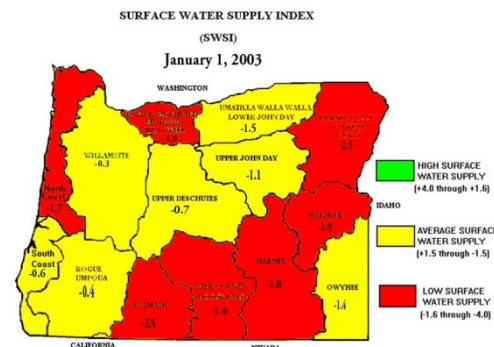 SURFACE WATER SUPPLY INDEX
(SWSI)
January 1, 2003
WASHINGTON
UMATILLA WALLA WALLA
LOWER JOHN DAY
-1.5
WILLAMETTE
-0.3
UPPER JOHN DAY
-1.1
-2.5
HIGH SURFACE
WATER SUPPLY
(+4.0 through +1.6)
North
Coast
-1.7
UPPER DESCHUTES
-0.7
IDAHO
-1.9
AVERAGE SURFACE
WATER SUPPLY
(+1.5 through -1.5)
South
Coast
-0.6
ROGUE
UMPQUA
-0.4
HARNEY
-1.8
OWYHEE
-1.4
KLAMATH
-2.5
-1.6
LOW SURFACE
WATER SUPPLY
(-1.6 through -4.0)
CALIFORNIA
NEVADA